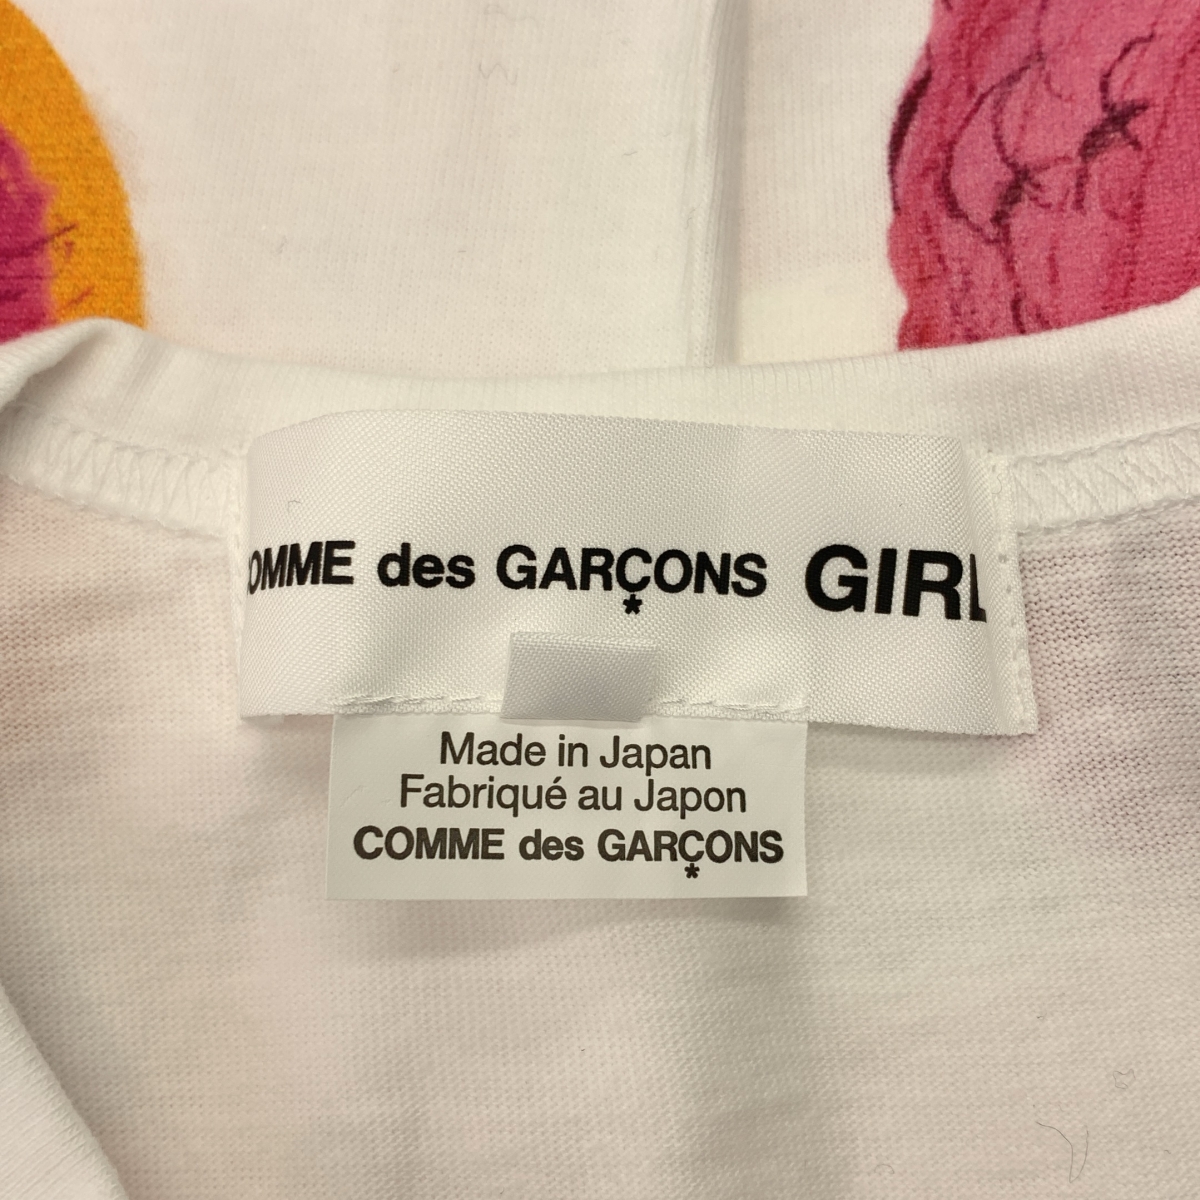 OMME des GARÇONS GIRL
*
Made in Japan
Fabriqué au Japon
COMME des GARÇONS
*